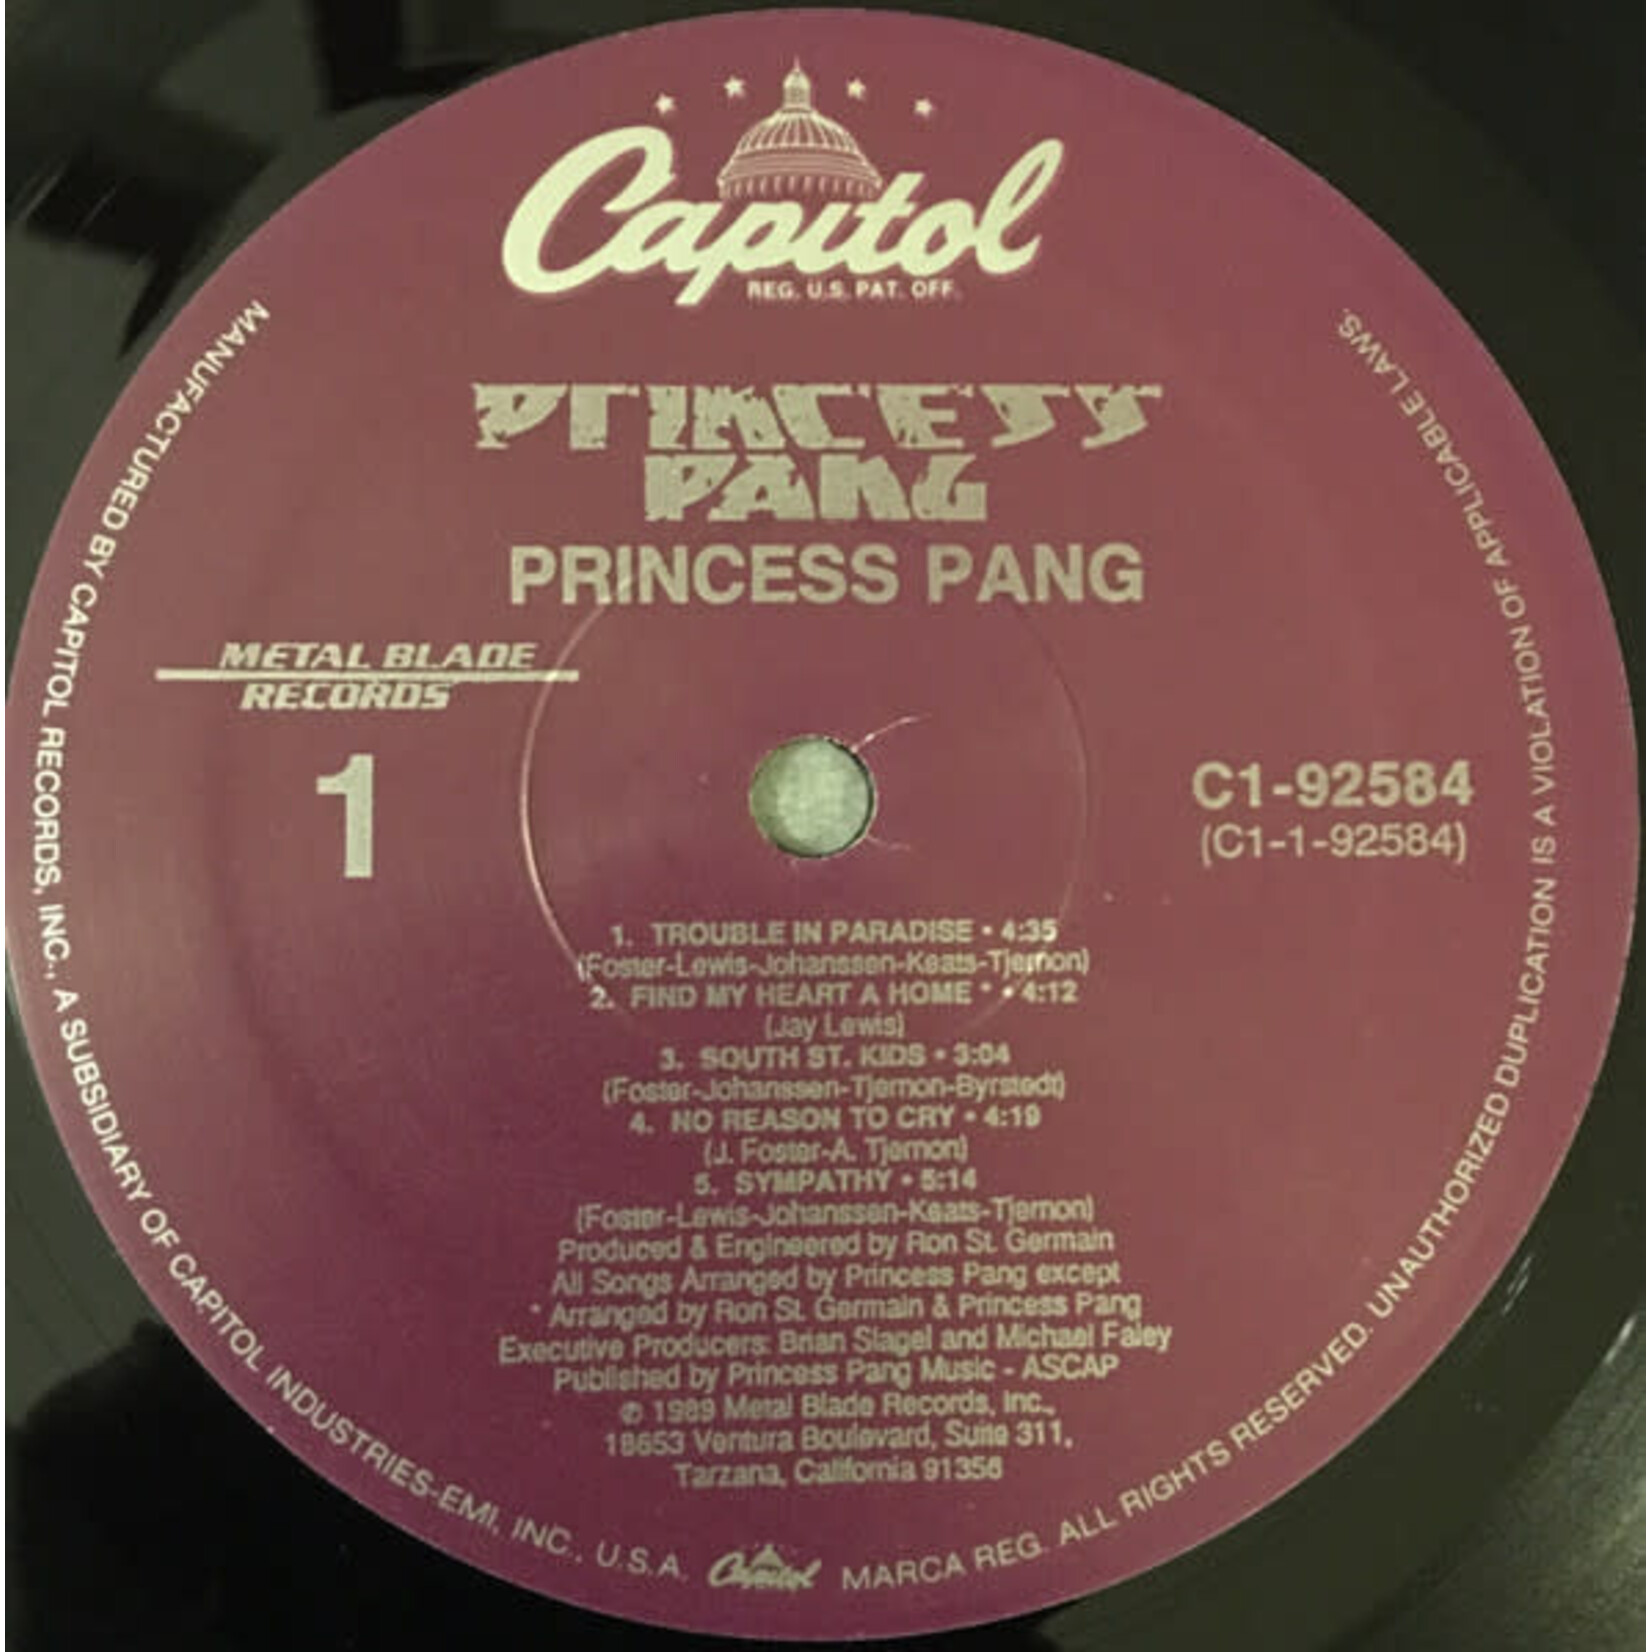 Capitol
REG. U.S. PAT. OFF.
PRINCESS
PANG
PRINCESS PANG
METAL BLADE
RECORDS
1
C1-92584
(C1-1-92584)
1. TROUBLE IN PARADISE • 4:35
(Foster-Lewis-Johanssen-Keats-Tjernon)
2. FIND MY HEART A HOME * • 4:12
(Jay Lewis)
3. SOUTH ST. KIDS • 3:04
(Foster-Johanssen-Tjernon-Byrstedt)
4. NO REASON TO CRY • 4:19
(J. Foster-A. Tjernon)
5. SYMPATHY • 5:14
(Foster-Lewis-Johanssen-Keats-Tjernon)
Produced & Engineered by Ron St. Germain
All Songs Arranged by Princess Pang except
* Arranged by Ron St. Germain & Princess Pang
Executive Producers: Brian Slagel and Michael Faley
Published by Princess Pang Music - ASCAP
℗ 1989 Metal Blade Records, Inc.,
18653 Ventura Boulevard, Suite 311,
Tarzana, California 91356
MANUFACTURED BY CAPITOL RECORDS, INC., A SUBSIDIARY OF CAPITOL INDUSTRIES-EMI, INC., U.S.A. Capitol MARCA REG. ALL RIGHTS RESERVED. UNAUTHORIZED DUPLICATION IS A VIOLATION OF APPLICABLE LAWS.